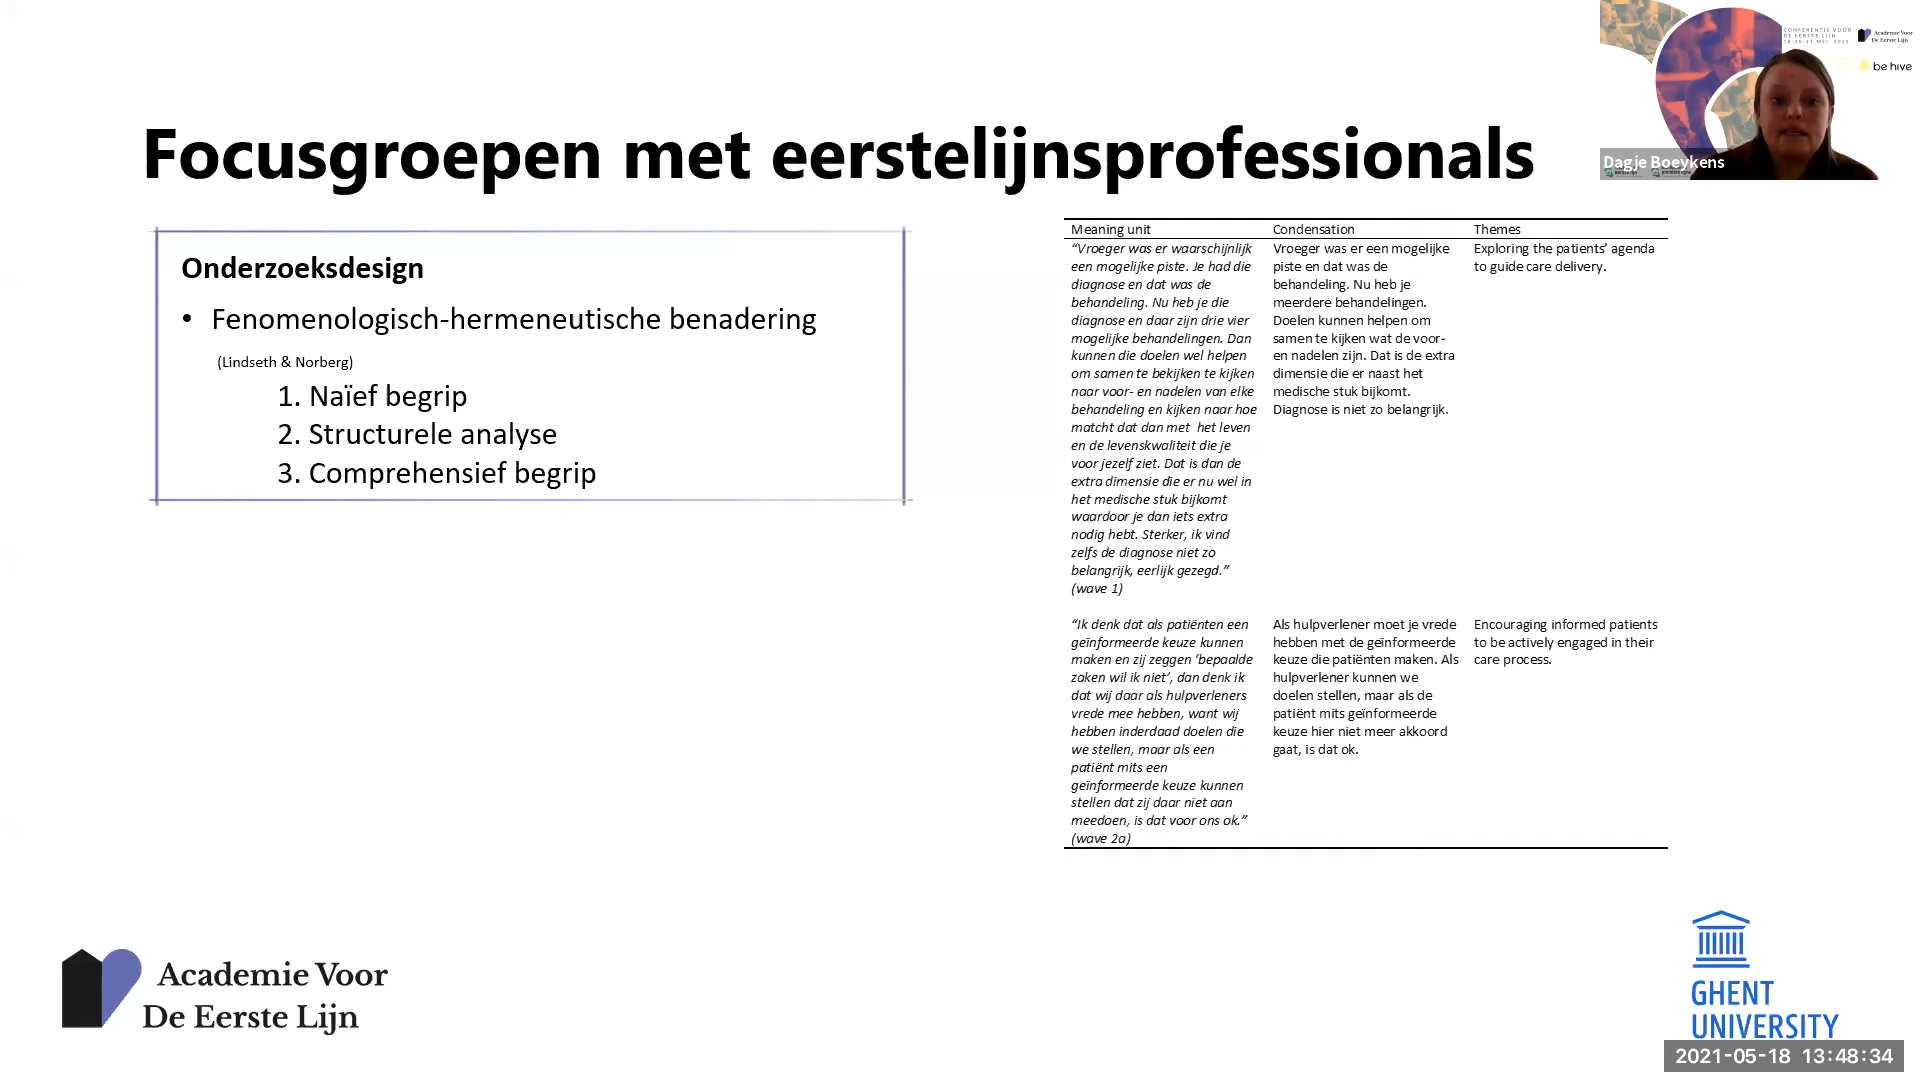 CONFERENTIE VOOR
DE EERSTE LIJN
18-20-21 MEI, 2021
Academie Voor
De Eerste Lijn
be hive
Dagje Boeykens
Focusgroepen met eerstelijnsprofessionals
Onderzoeksdesign
• Fenomenologisch-hermeneutische benadering
(Lindseth & Norberg)
1. Naïef begrip
2. Structurele analyse
3. Comprehensief begrip
Meaning unit
“Vroeger was er waarschijnlijk
een mogelijke piste. Je had die
diagnose en dat was de
behandeling. Nu heb je die
diagnose en daar zijn drie vier
mogelijke behandelingen. Dan
kunnen die doelen wel helpen
om samen te bekijken te kijken
naar voor- en nadelen van elke
behandeling en kijken naar hoe
matcht dat dan met het leven
en de levenskwaliteit die je
voor jezelf ziet. Dat is dan de
extra dimensie die er nu wel in
het medische stuk bijkomt
waardoor je dan iets extra
nodig hebt. Sterker, ik vind
zelfs de diagnose niet zo
belangrijk, eerlijk gezegd.”
(wave 1)
Condensation
Vroeger was er een mogelijke
piste en dat was de
behandeling. Nu heb je
meerdere behandelingen.
Doelen kunnen helpen om
samen te kijken wat de voor-
en nadelen zijn. Dat is de extra
dimensie die er naast het
medische stuk bijkomt.
Diagnose is niet zo belangrijk.
Themes
Exploring the patients’ agenda
to guide care delivery.
“Ik denk dat als patiënten een
geïnformeerde keuze kunnen
maken en zij zeggen ‘bepaalde
zaken wil ik niet’, dan denk ik
dat wij daar als hulpverleners
vrede mee hebben, want wij
hebben inderdaad doelen die
we stellen, maar als een
patiënt mits een
geïnformeerde keuze kunnen
stellen dat zij daar niet aan
meedoen, is dat voor ons ok.”
(wave 2a)
Als hulpverlener moet je vrede
hebben met de geïnformeerde
keuze die patiënten maken. Als
hulpverlener kunnen we
doelen stellen, maar als de
patiënt mits geïnformeerde
keuze hier niet meer akkoord
gaat, is dat ok.
Encouraging informed patients
to be actively engaged in their
care process.
Academie Voor
De Eerste Lijn
GHENT
UNIVERSITY
2021-05-18 13:48:34